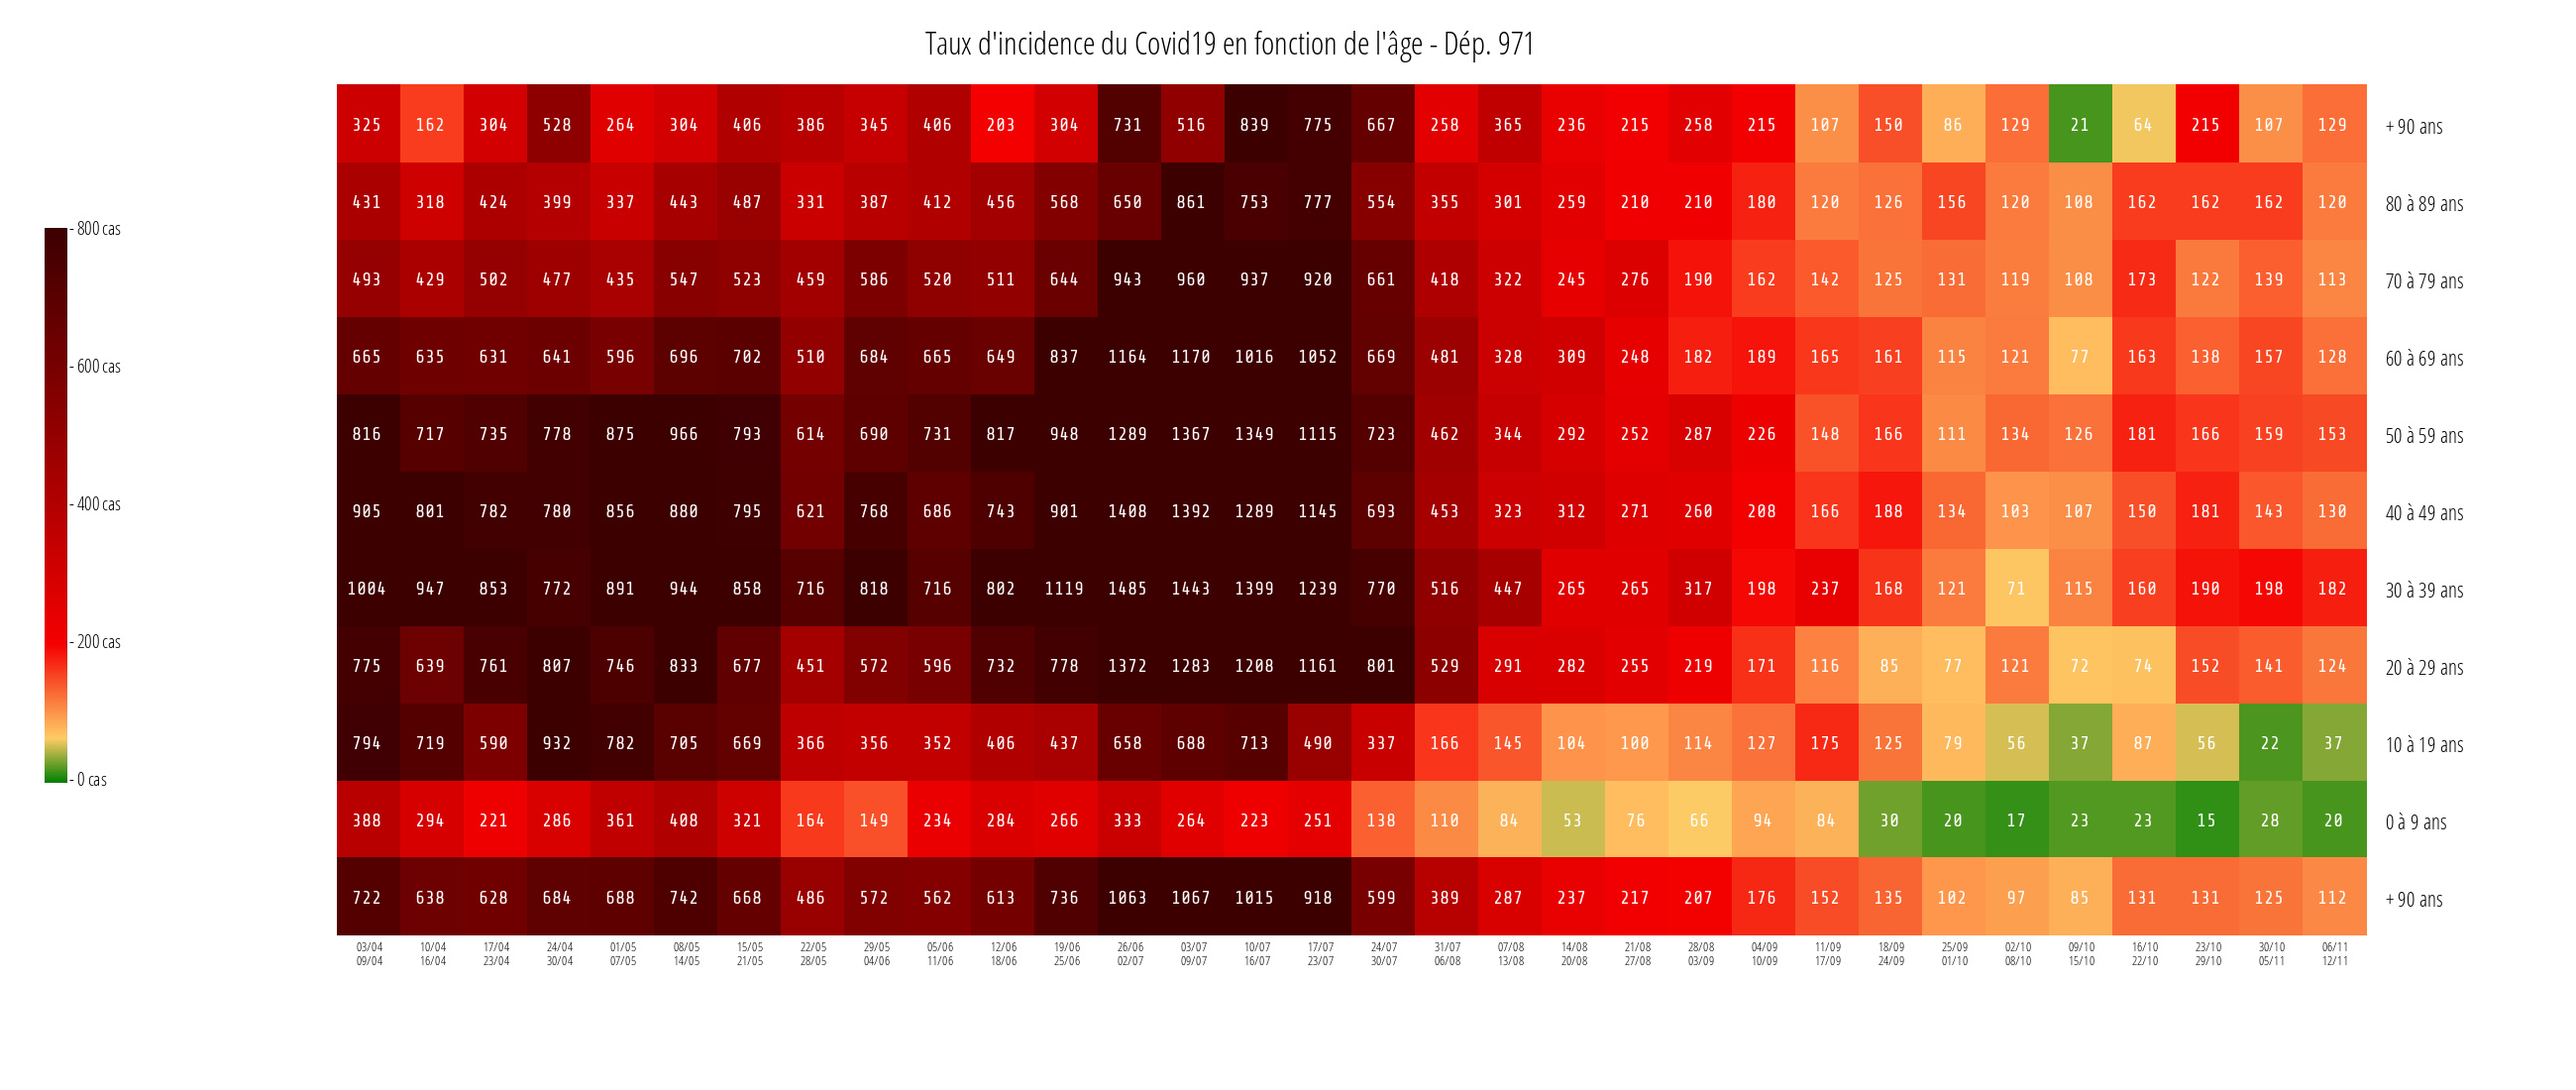 Taux d'incidence du Covid19 en fonction de l'âge - Dép. 971
325 162 304 528 264 304 406 386 345 406 203 304 731 516 839 775 667 258 365 236 215 258 215 107 150 86 129 21 64 215 107 129 + 90 ans
431 318 424 399 337 443 487 331 387 412 456 568 650 861 753 777 554 355 301 259 210 210 180 120 126 156 120 108 162 162 162 120 80 à 89 ans
493 429 502 477 435 547 523 459 586 520 511 644 943 960 937 920 661 418 322 245 276 190 162 142 125 131 119 108 173 122 139 113 70 à 79 ans
665 635 631 641 596 696 702 510 684 665 649 837 1164 1170 1016 1052 669 481 328 309 248 182 189 165 161 115 121 77 163 138 157 128 60 à 69 ans
816 717 735 778 875 966 793 614 690 731 817 948 1289 1367 1349 1115 723 462 344 292 252 287 226 148 166 111 134 126 181 166 159 153 50 à 59 ans
905 801 782 780 856 880 795 621 768 686 743 901 1408 1392 1289 1145 693 453 323 312 271 260 208 166 188 134 103 107 150 181 143 130 40 à 49 ans
1004 947 853 772 891 944 858 716 818 716 802 1119 1485 1443 1399 1239 770 516 447 265 265 317 198 237 168 121 71 115 160 190 198 182 30 à 39 ans
775 639 761 807 746 833 677 451 572 596 732 778 1372 1283 1208 1161 801 529 291 282 255 219 171 116 85 77 121 72 74 152 141 124 20 à 29 ans
794 719 590 932 782 705 669 366 356 352 406 437 658 688 713 490 337 166 145 104 100 114 127 175 125 79 56 37 87 56 22 37 10 à 19 ans
388 294 221 286 361 408 321 164 149 234 284 266 333 264 223 251 138 110 84 53 76 66 94 84 30 20 17 23 23 15 28 20 0 à 9 ans
722 638 628 684 688 742 668 486 572 562 613 736 1063 1067 1015 918 599 389 287 237 217 207 176 152 135 102 97 85 131 131 125 112 + 90 ans
03/04 10/04 17/04 24/04 01/05 08/05 15/05 22/05 29/05 05/06 12/06 19/06 26/06 03/07 10/07 17/07 24/07 31/07 07/08 14/08 21/08 28/08 04/09 11/09 18/09 25/09 02/10 09/10 16/10 23/10 30/10 06/11
09/04 16/04 23/04 30/04 07/05 14/05 21/05 28/05 04/06 11/06 18/06 25/06 02/07 09/07 16/07 23/07 30/07 06/08 13/08 20/08 27/08 03/09 10/09 17/09 24/09 01/10 08/10 15/10 22/10 29/10 05/11 12/11
- 800 cas
- 600 cas
- 400 cas
- 200 cas
- 0 cas